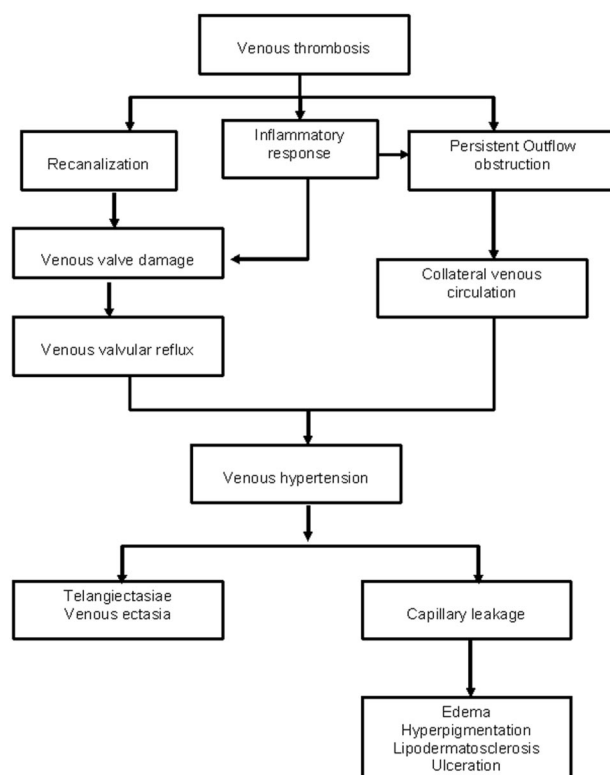 Venous thrombosis
Recanalization
Inflammatory
response
Persistent Outflow
obstruction
Venous valve damage
Collateral venous
circulation
Venous valvular reflux
Venous hypertension
Telangiectasiae
Venous ectasia
Capillary leakage
Edema
Hyperpigmentation
Lipodermatosclerosis
Ulceration